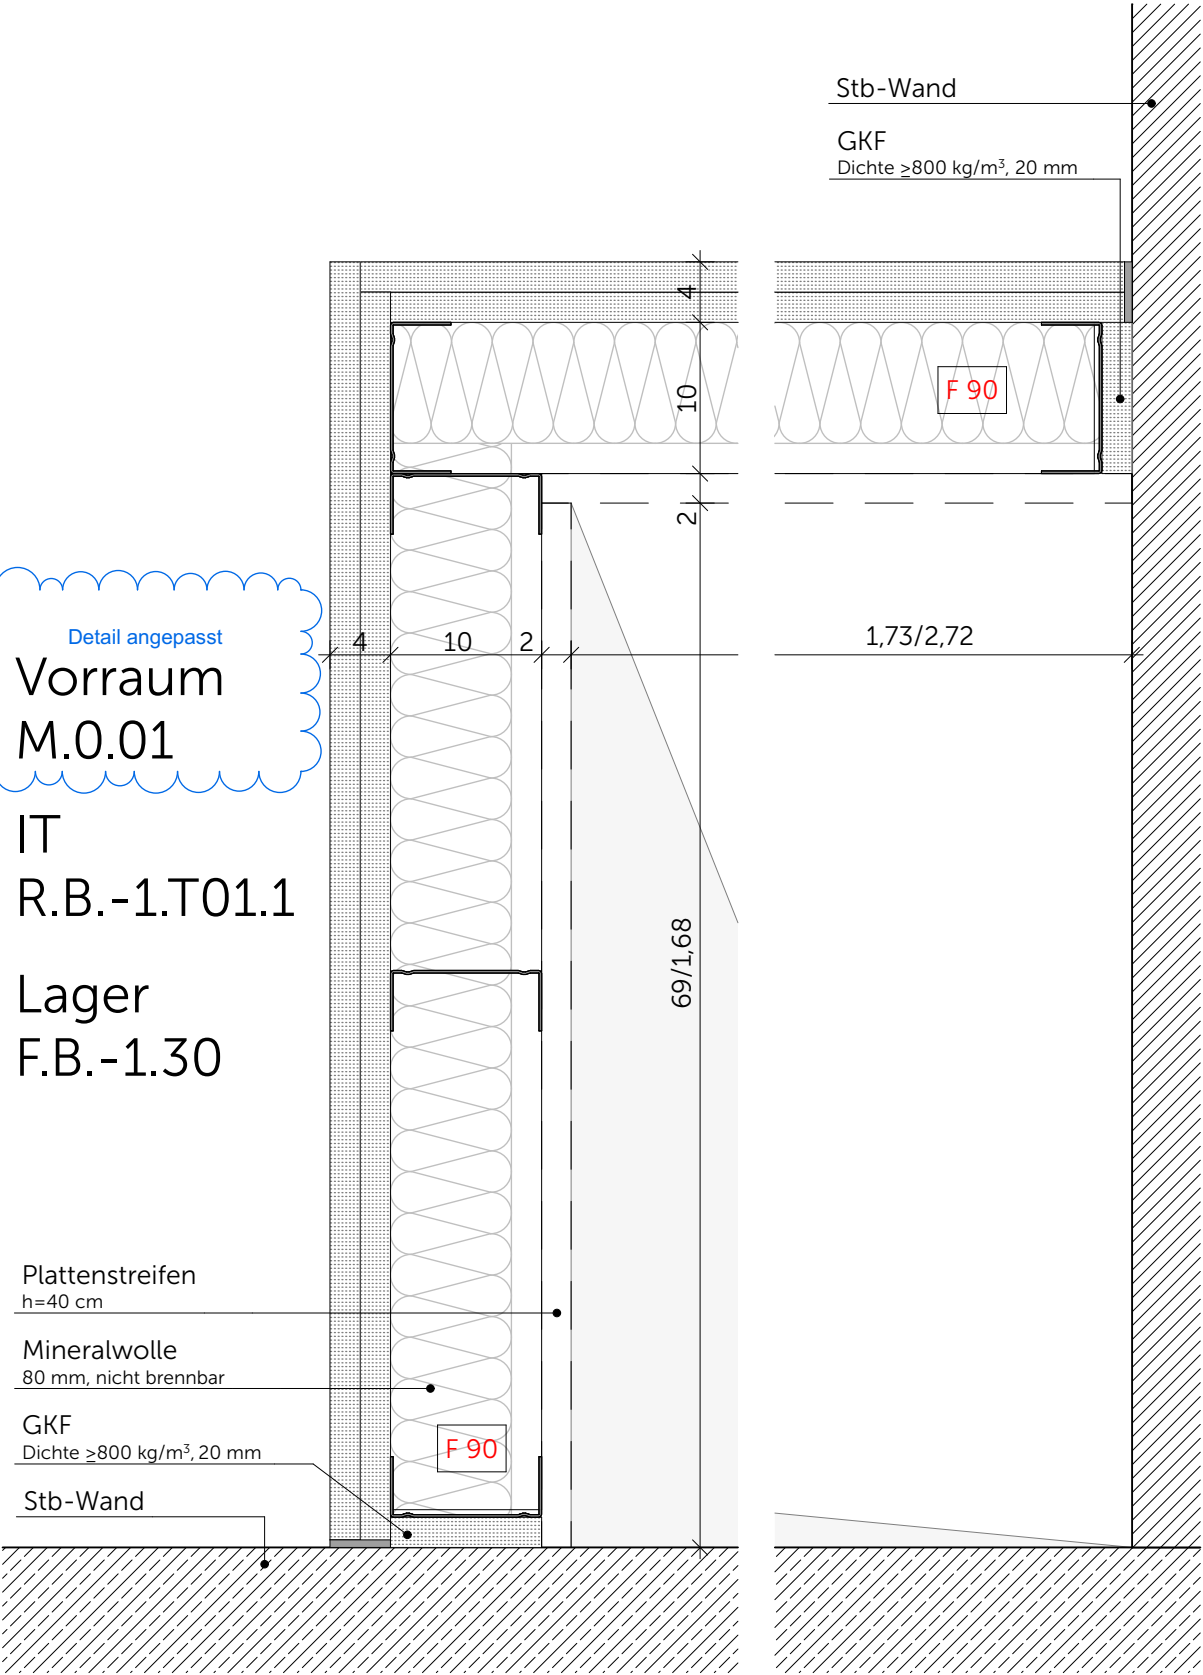 Stb-Wand
GKF
Dichte ≥800 kg/m³, 20 mm
4
10
F 90
2
Detail angepasst
4
10
2
1,73/2,72
Vorraum
M.0.01
IT
R.B.-1.T01.1
69/1,68
Lager
F.B.-1.30
Plattenstreifen
h=40 cm
Mineralwolle
80 mm, nicht brennbar
GKF
Dichte ≥800 kg/m³, 20 mm
F 90
Stb-Wand